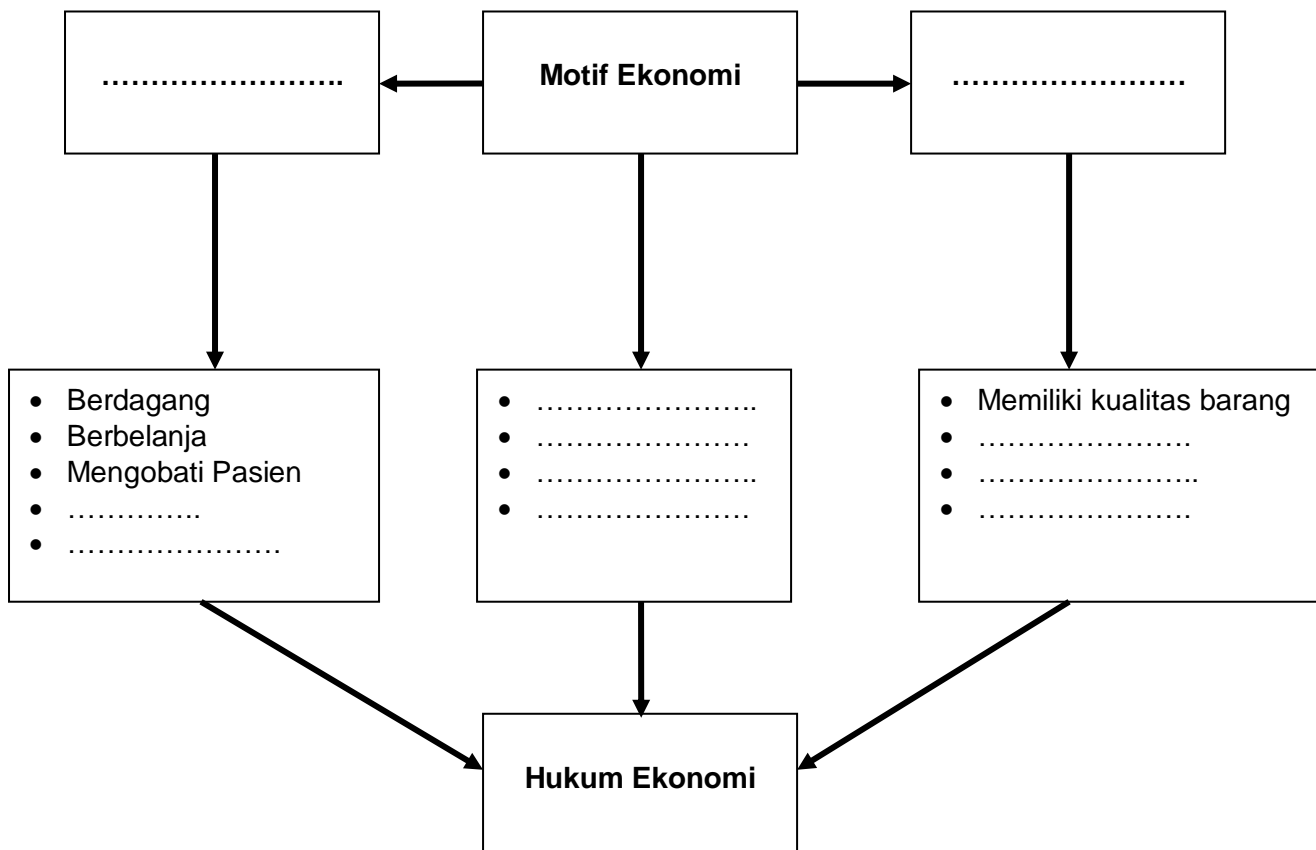 ……………………..
Motif Ekonomi
……………………
• Berdagang
• Berbelanja
• Mengobati Pasien
• …………..
• ………………….
• …………………..
• ………………….
• …………………..
• ………………….
• Memiliki kualitas barang
• ………………….
• …………………..
• ………………….
Hukum Ekonomi